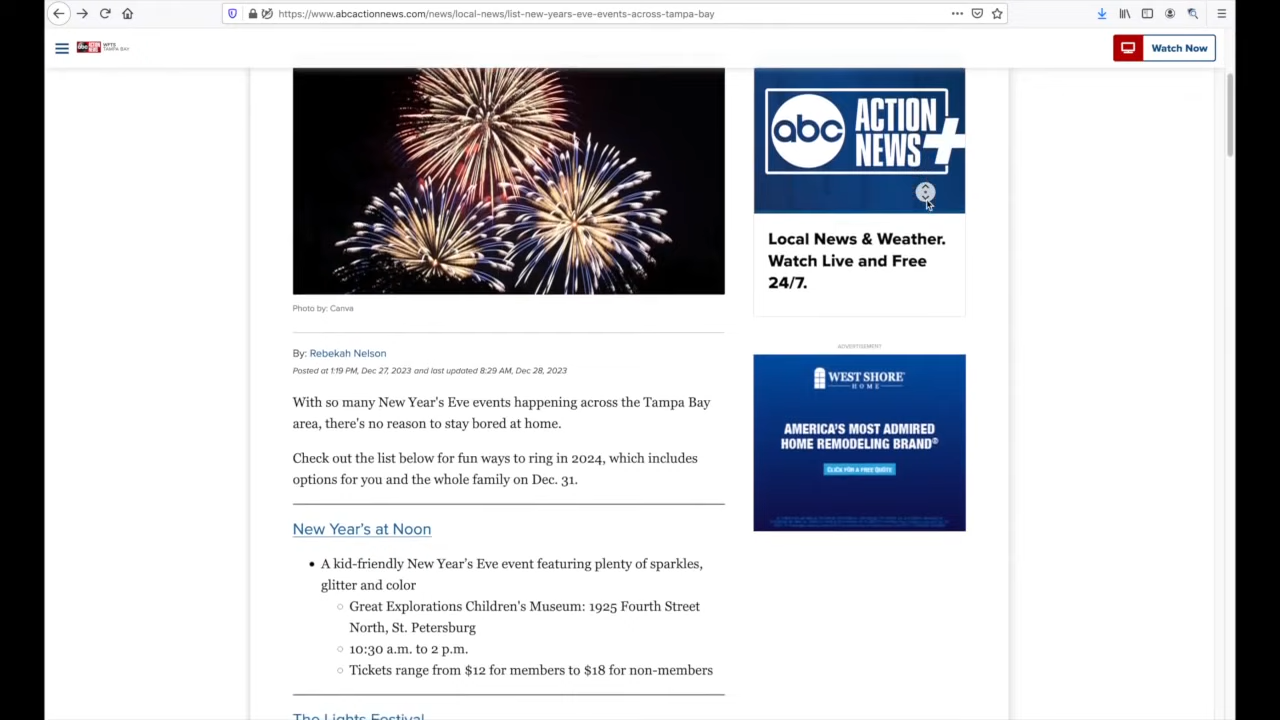 https://www.abcactionnews.com/news/local-news/list-new-years-eve-events-across-tampa-bay
abc ACTION NEWS WFTS TAMPA BAY
Watch Now
abc ACTION NEWS+
Local News & Weather.
Watch Live and Free
24/7.
Photo by: Canva
ADVERTISEMENT
By: Rebekah Nelson
Posted at 1:19 PM, Dec 27, 2023 and last updated 8:29 AM, Dec 28, 2023
WEST SHORE
HOME
AMERICA'S MOST ADMIRED
HOME REMODELING BRAND®
CLICK FOR A FREE QUOTE
With so many New Year's Eve events happening across the Tampa Bay
area, there's no reason to stay bored at home.
Check out the list below for fun ways to ring in 2024, which includes
options for you and the whole family on Dec. 31.
New Year's at Noon
A kid-friendly New Year's Eve event featuring plenty of sparkles,
glitter and color
Great Explorations Children's Museum: 1925 Fourth Street
North, St. Petersburg
10:30 a.m. to 2 p.m.
Tickets range from $12 for members to $18 for non-members
The Lights Festival